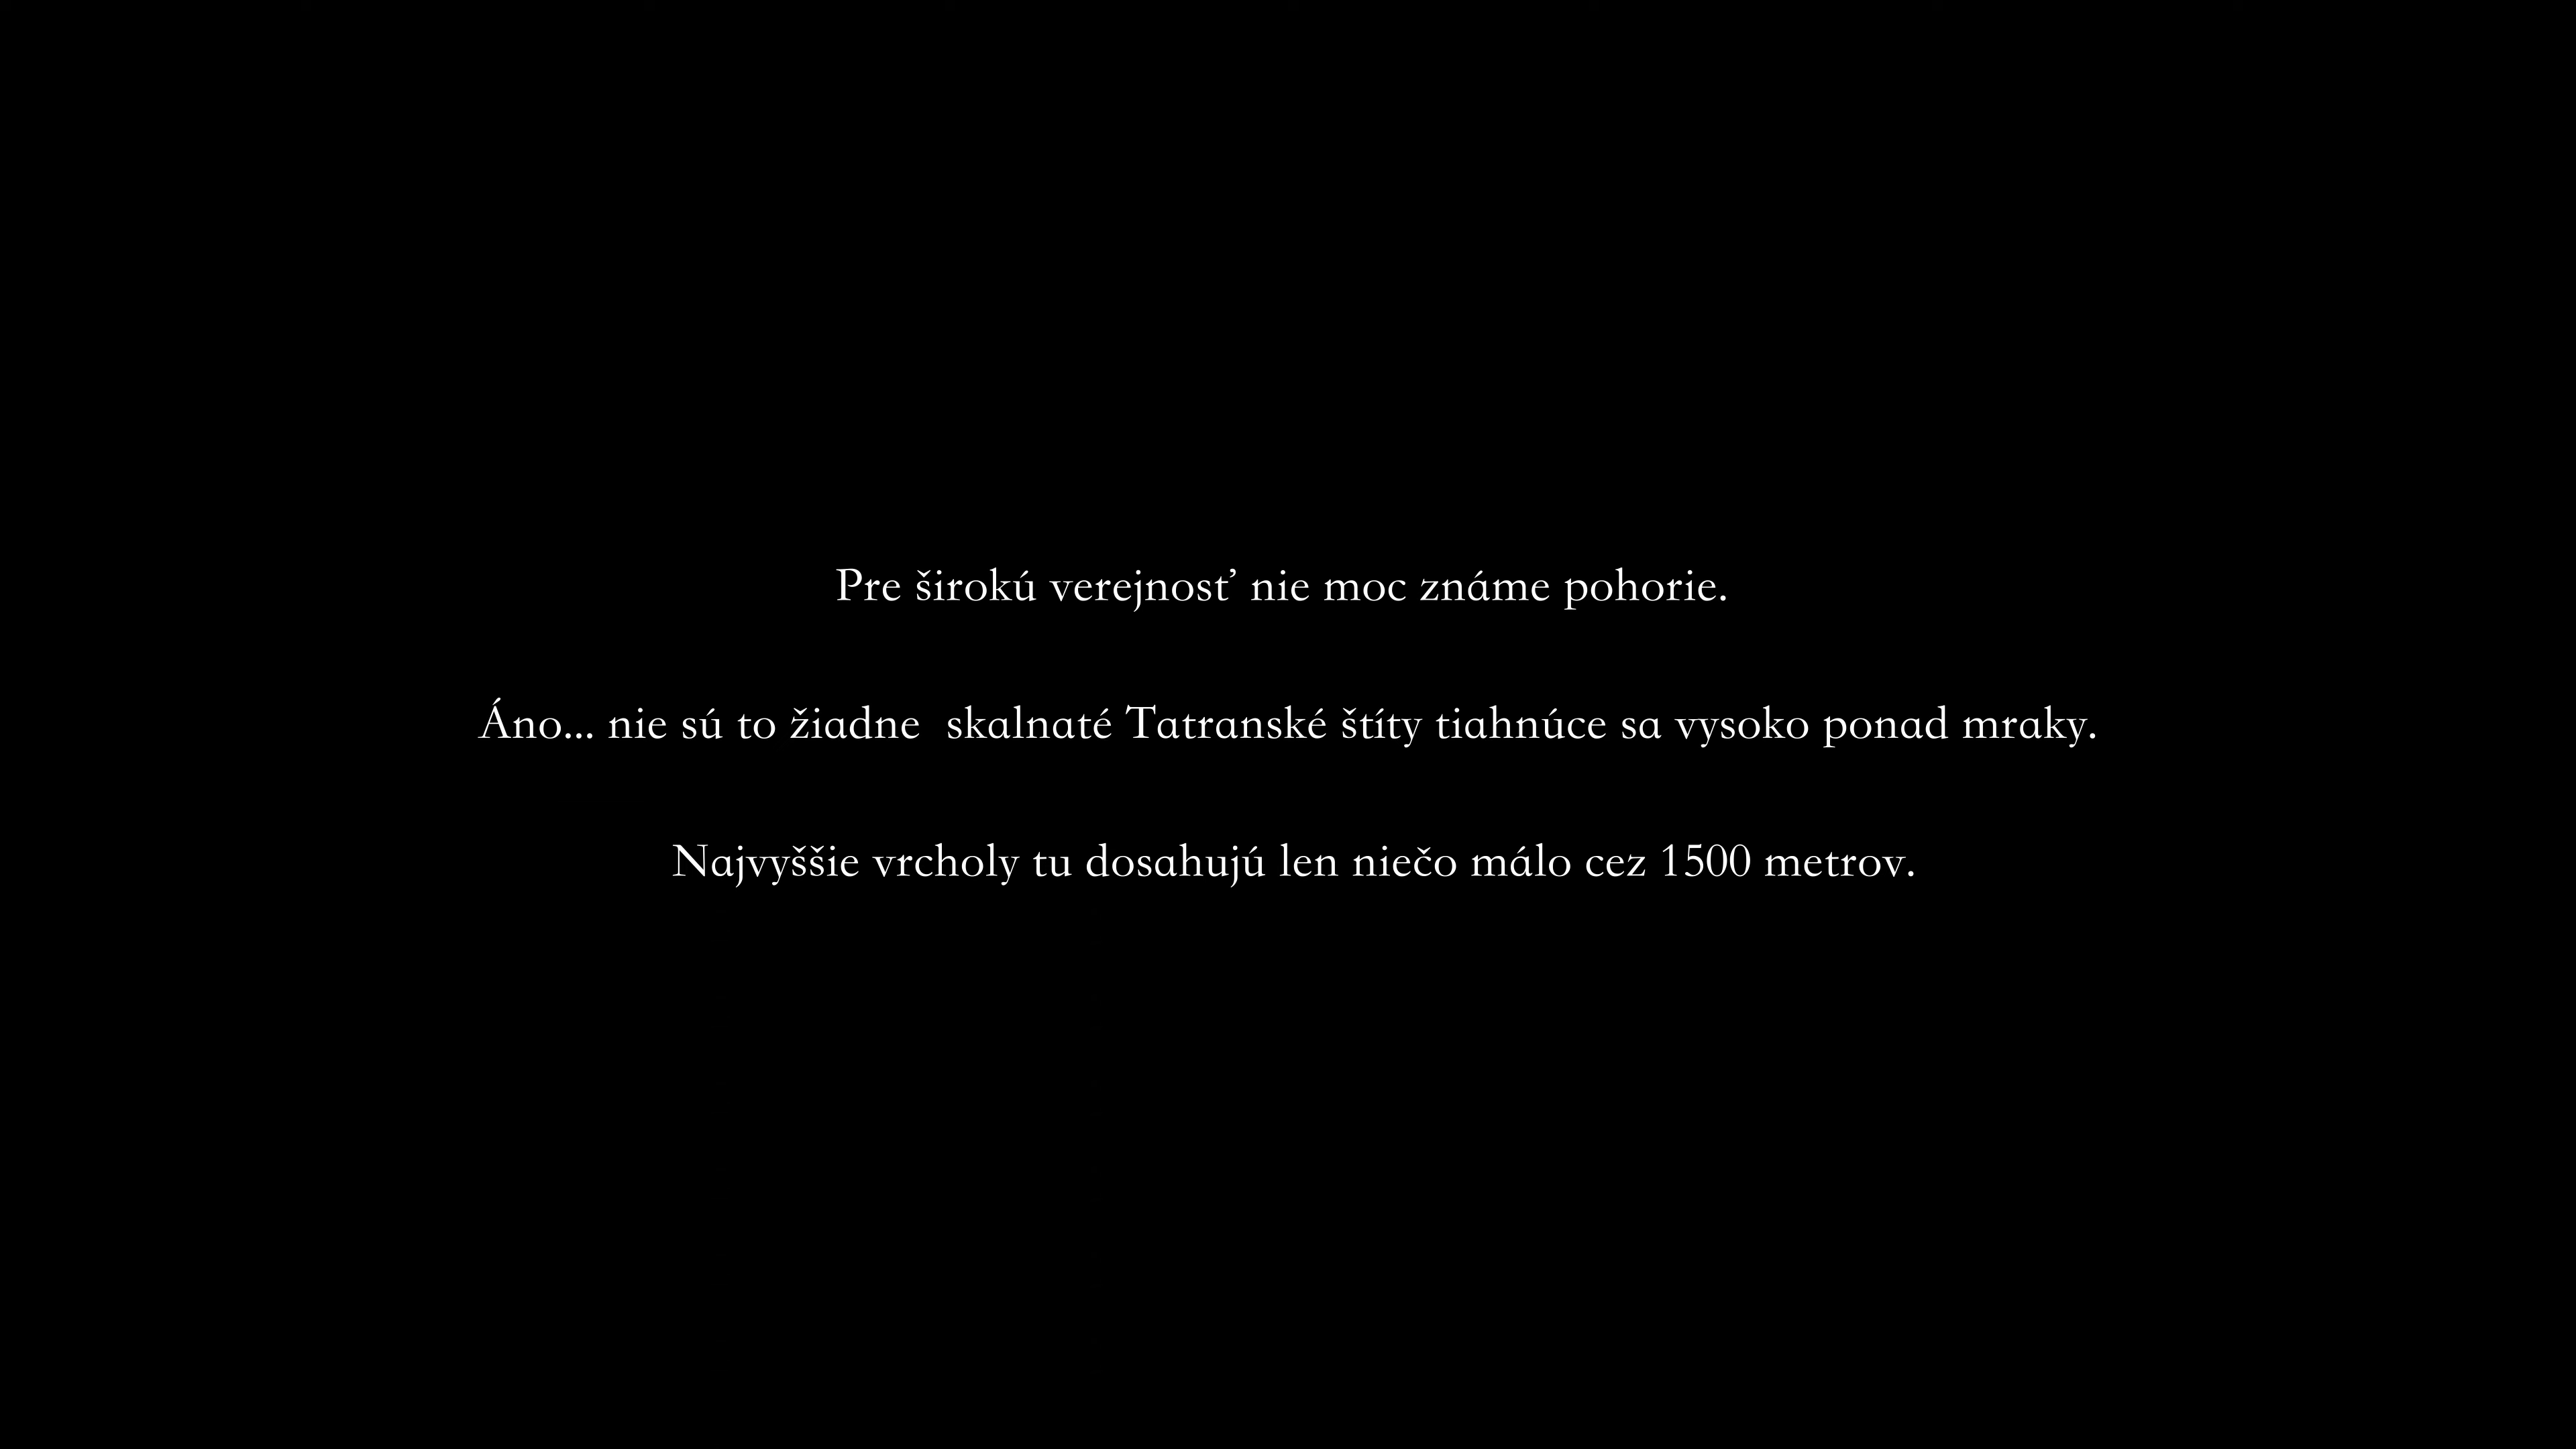 Pre širokú verejnosť nie moc známe pohorie.
Áno... nie sú to žiadne  skalnaté Tatranské štíty tiahnúce sa vysoko ponad mraky.
Najvyššie vrcholy tu dosahujú len niečo málo cez 1500 metrov.